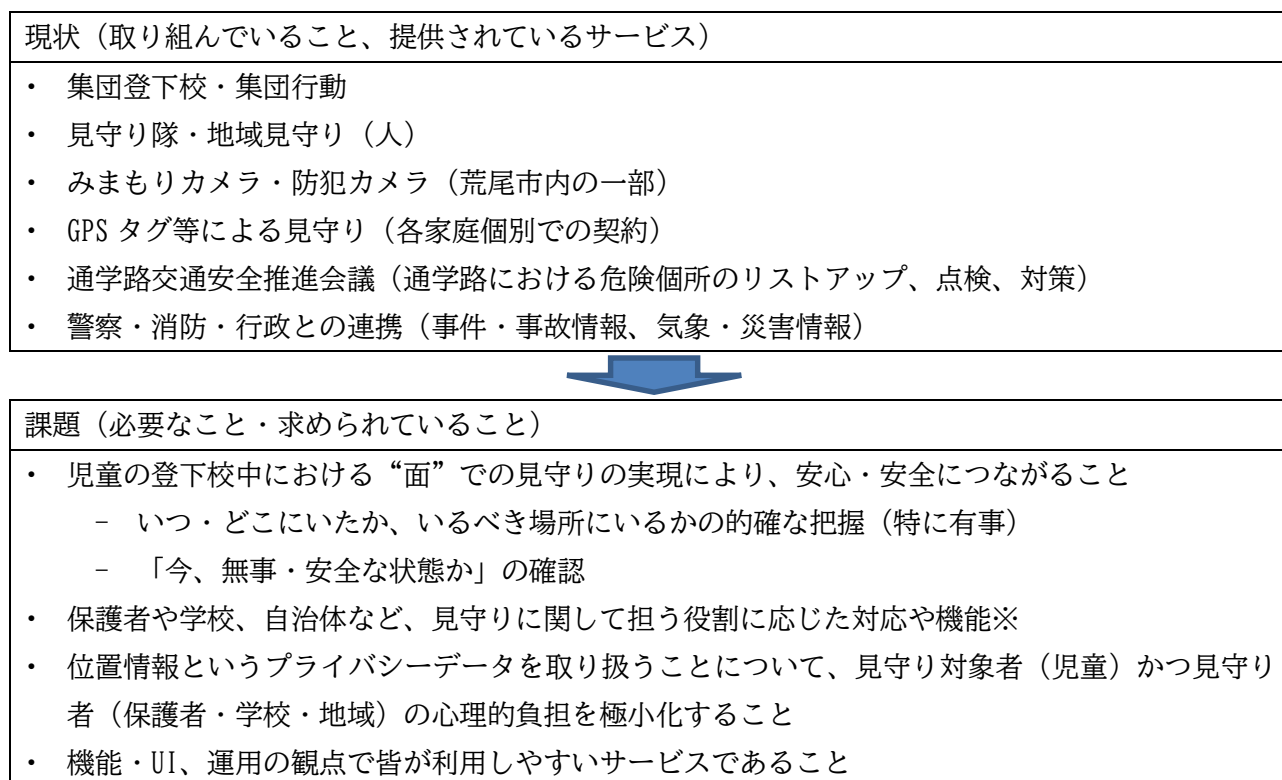 現状（取り組んでいること、提供されているサービス）
・ 集団登下校・集団行動
・ 見守り隊・地域見守り（人）
・ みまもりカメラ・防犯カメラ（荒尾市内の一部）
・ GPS タグ等による見守り（各家庭個別での契約）
・ 通学路交通安全推進会議（通学路における危険個所のリストアップ、点検、対策）
・ 警察・消防・行政との連携（事件・事故情報、気象・災害情報）
課題（必要なこと・求められていること）
・ 児童の登下校中における“面”での見守りの実現により、安心・安全につながること
－ いつ・どこにいたか、いるべき場所にいるかの的確な把握（特に有事）
－ 「今、無事・安全な状態か」の確認
・ 保護者や学校、自治体など、見守りに関して担う役割に応じた対応や機能※
・ 位置情報というプライバシーデータを取り扱うことについて、見守り対象者（児童）かつ見守り
者（保護者・学校・地域）の心理的負担を極小化すること
・ 機能・UI、運用の観点で皆が利用しやすいサービスであること